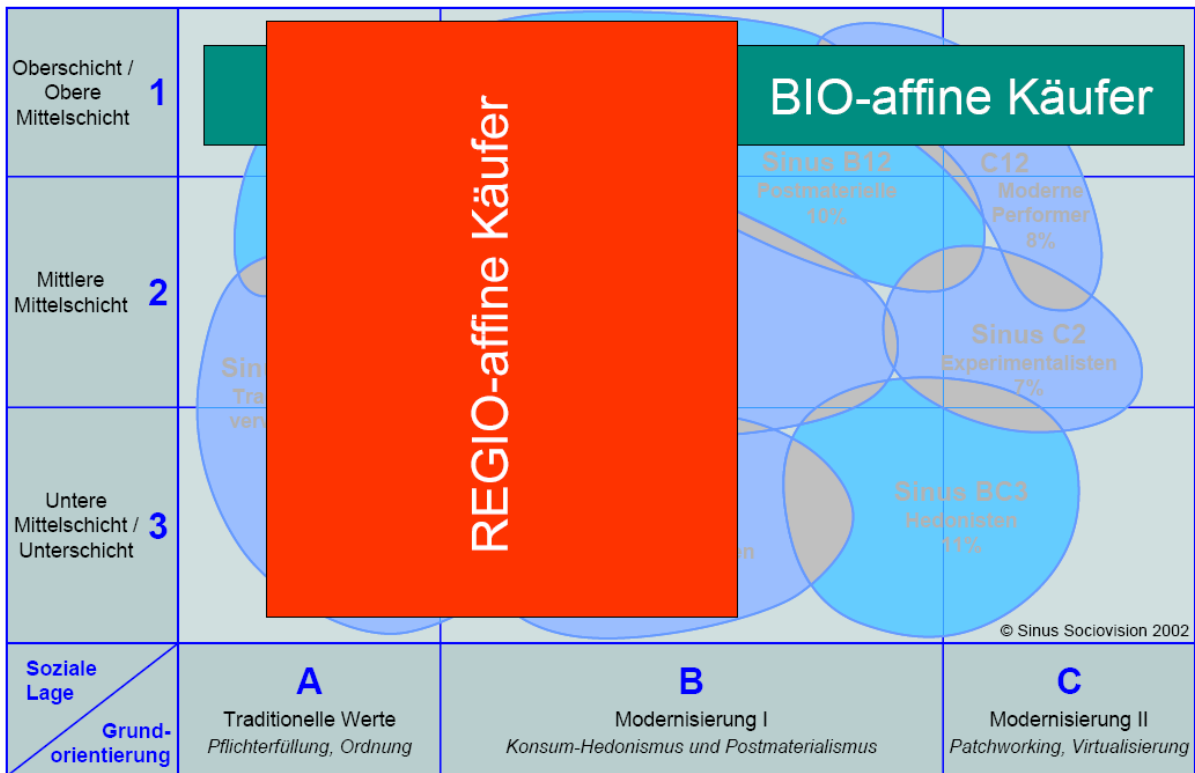 Oberschicht /
Obere
Mittelschicht
1
BIO-affine Käufer
REGIO-affine Käufer
Sinus B12
Postmaterielle
10%
C12
Moderne
Performer
8%
Mittlere
Mittelschicht
2
Sinus C2
Experimentalisten
7%
Untere
Mittelschicht /
Unterschicht
3
Sinus BC3
Hedonisten
11%
© Sinus Sociovision 2002
Soziale
Lage
Grund-
orientierung
A
Traditionelle Werte
Pflichterfüllung, Ordnung
B
Modernisierung I
Konsum-Hedonismus und Postmaterialismus
C
Modernisierung II
Patchworking, Virtualisierung